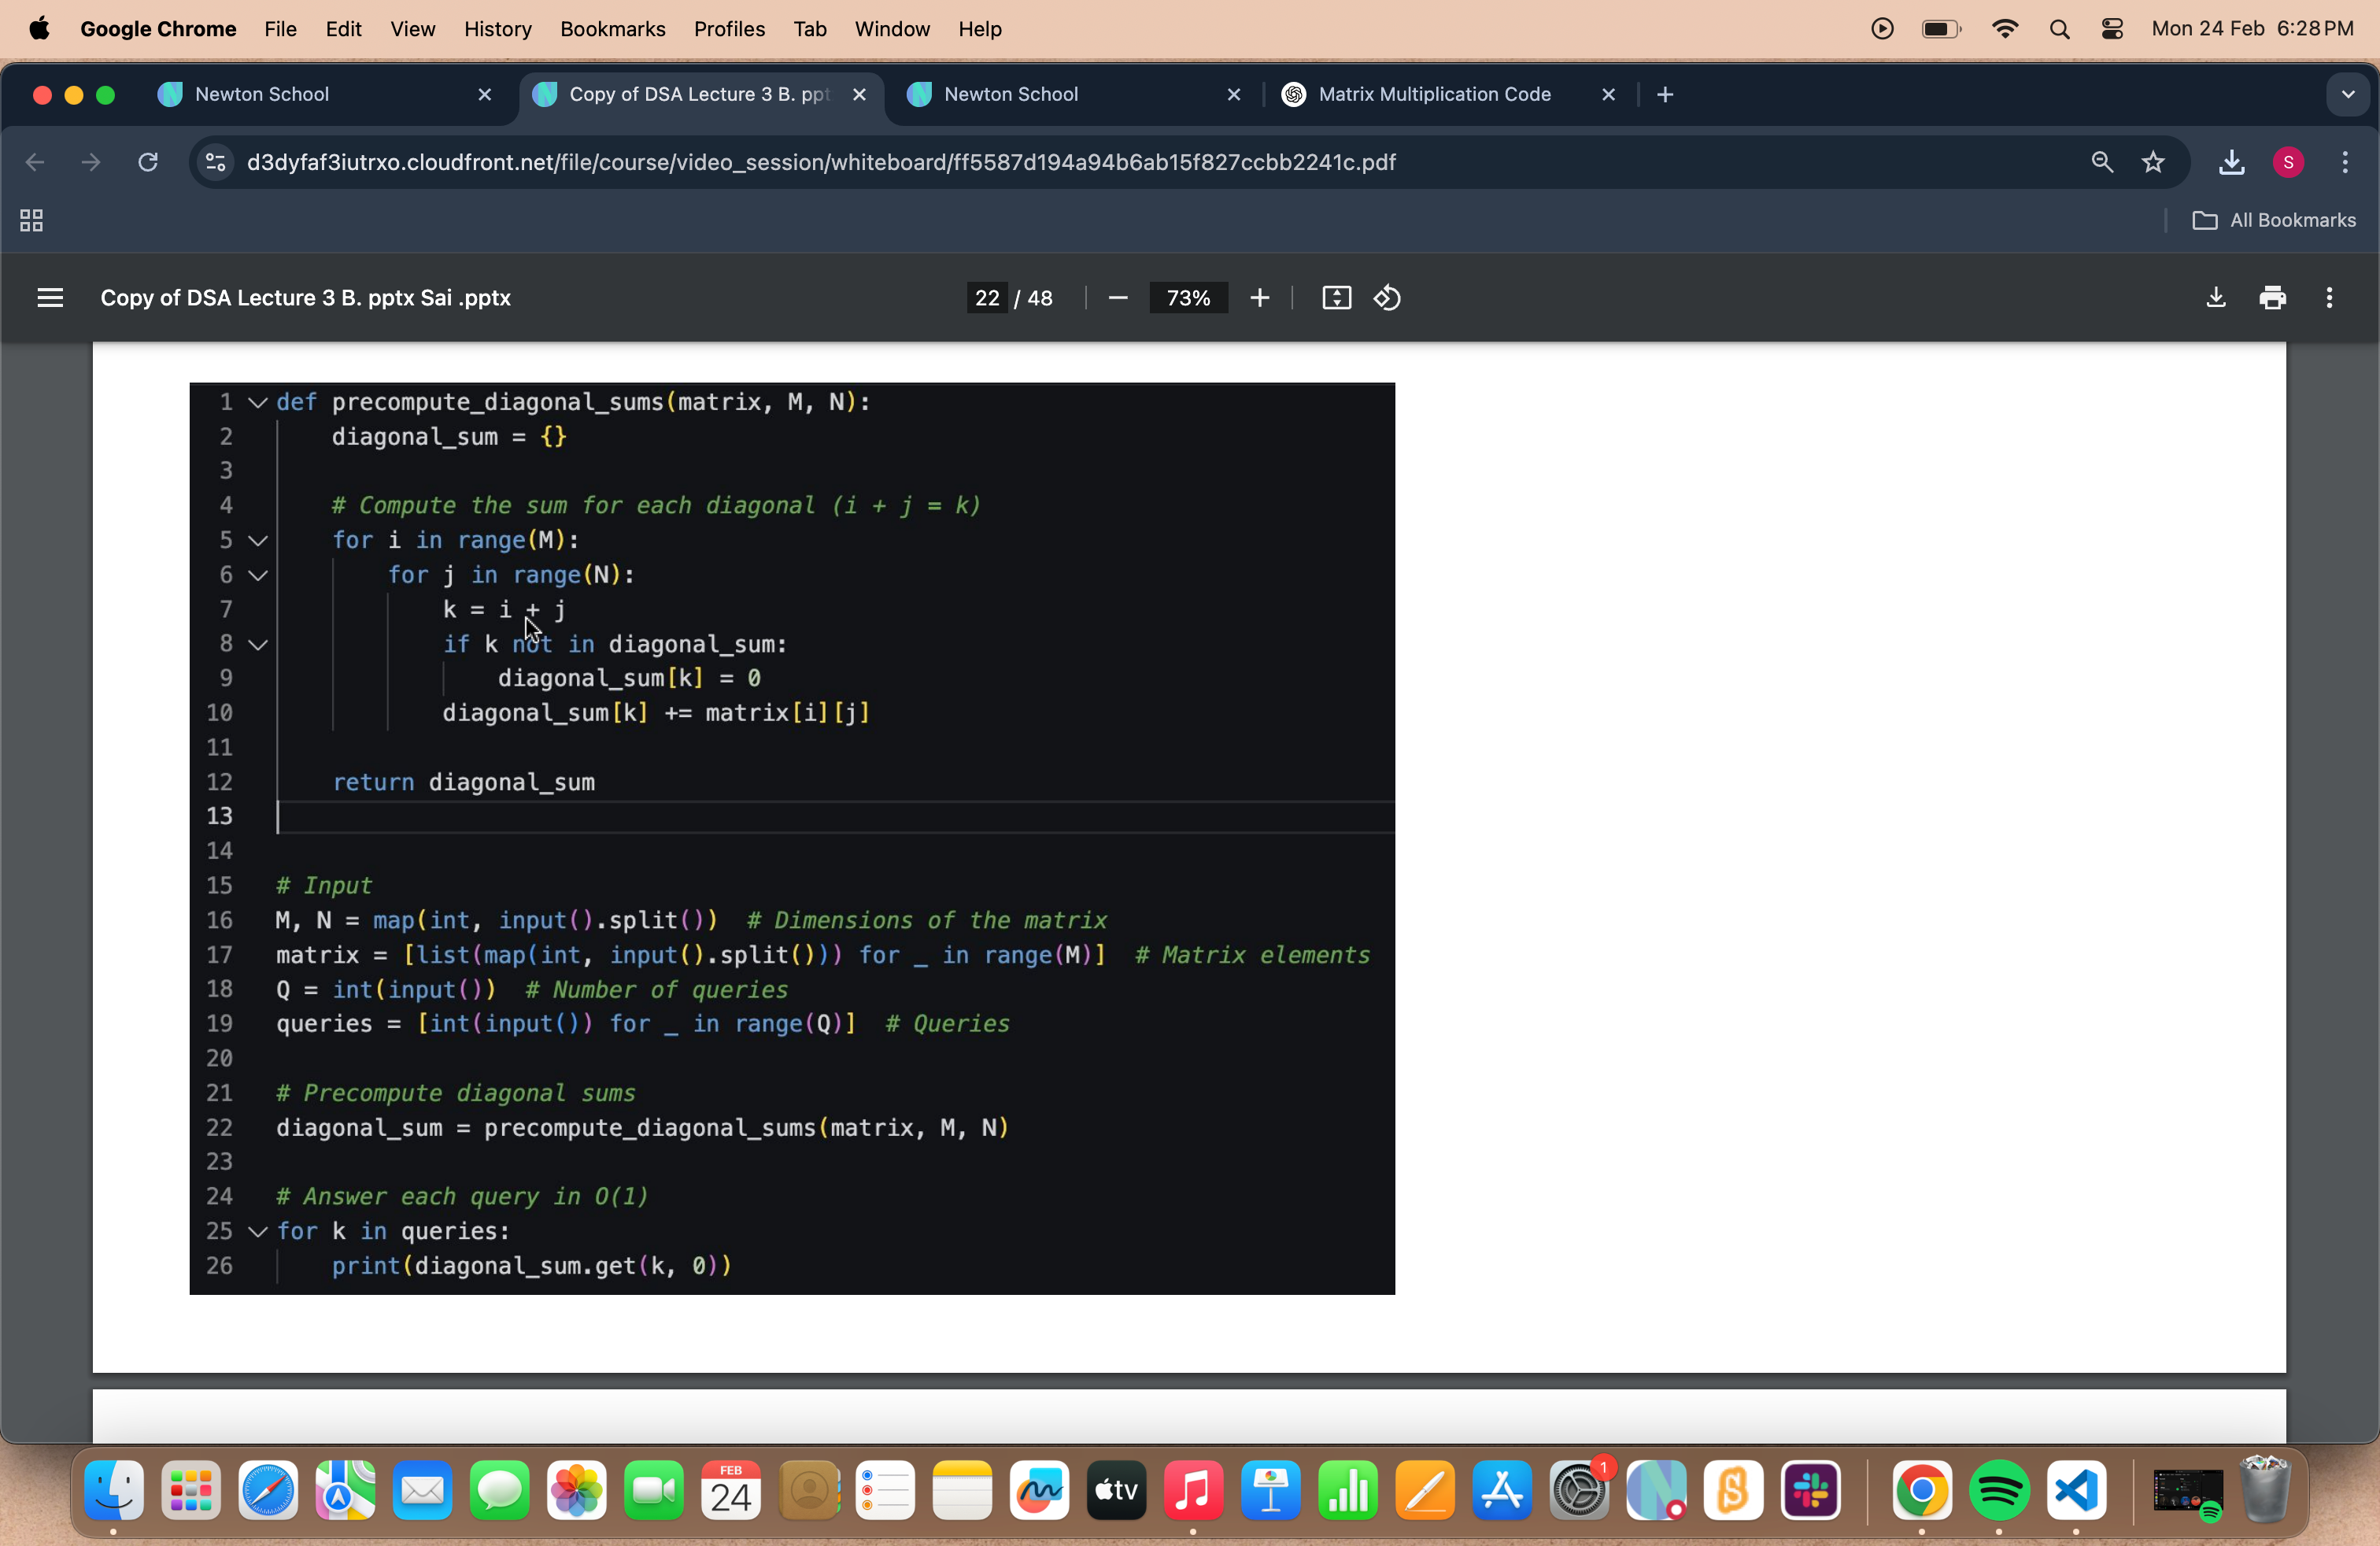 Google Chrome File Edit View History Bookmarks Profiles Tab Window Help Mon 24 Feb 6:28 PM
Newton School Copy of DSA Lecture 3 B. ppt Newton School Matrix Multiplication Code
d3dyfaf3iutrxo.cloudfront.net/file/course/video_session/whiteboard/ff5587d194a94b6ab15f827ccbb2241c.pdf S
All Bookmarks
Copy of DSA Lecture 3 B. pptx Sai .pptx 22 / 48 73%
1 def precompute_diagonal_sums(matrix, M, N):
2     diagonal_sum = {}
3
4     # Compute the sum for each diagonal (i + j = k)
5     for i in range(M):
6         for j in range(N):
7             k = i + j
8             if k not in diagonal_sum:
9                 diagonal_sum[k] = 0
10             diagonal_sum[k] += matrix[i][j]
11
12     return diagonal_sum
13
14
15 # Input
16 M, N = map(int, input().split())  # Dimensions of the matrix
17 matrix = [list(map(int, input().split())) for _ in range(M)]  # Matrix elements
18 Q = int(input())  # Number of queries
19 queries = [int(input()) for _ in range(Q)]  # Queries
20
21 # Precompute diagonal sums
22 diagonal_sum = precompute_diagonal_sums(matrix, M, N)
23
24 # Answer each query in O(1)
25 for k in queries:
26     print(diagonal_sum.get(k, 0))
FEB
24
tv
1